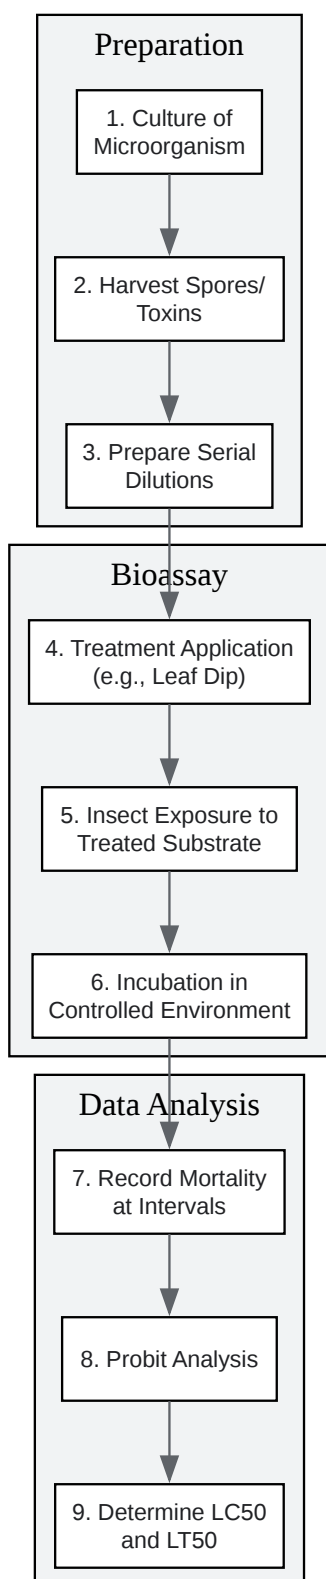 Preparation
1. Culture of
Microorganism
2. Harvest Spores/
Toxins
3. Prepare Serial
Dilutions
Bioassay
4. Treatment Application
(e.g., Leaf Dip)
5. Insect Exposure to
Treated Substrate
6. Incubation in
Controlled Environment
Data Analysis
7. Record Mortality
at Intervals
8. Probit Analysis
9. Determine LC50
and LT50